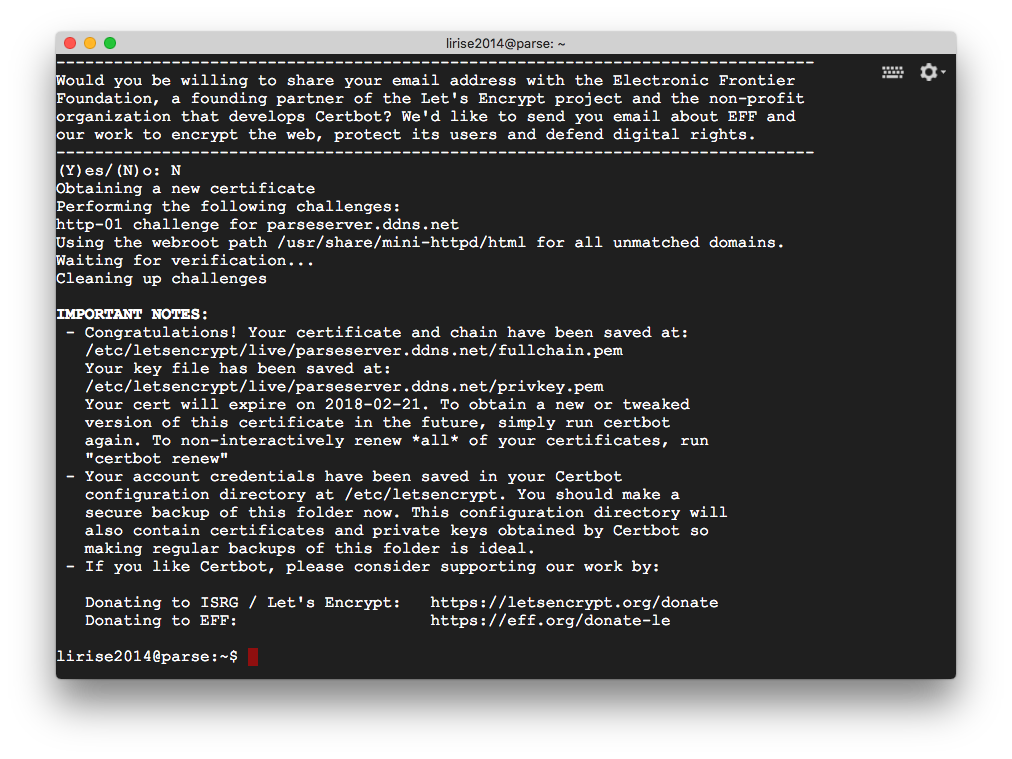 lirise2014@parse: ~
-------------------------------------------------------------------------------
Would you be willing to share your email address with the Electronic Frontier
Foundation, a founding partner of the Let's Encrypt project and the non-profit
organization that develops Certbot? We'd like to send you email about EFF and
our work to encrypt the web, protect its users and defend digital rights.
-------------------------------------------------------------------------------
(Y)es/(N)o: N
Obtaining a new certificate
Performing the following challenges:
http-01 challenge for parseserver.ddns.net
Using the webroot path /usr/share/mini-httpd/html for all unmatched domains.
Waiting for verification...
Cleaning up challenges
IMPORTANT NOTES:
- Congratulations! Your certificate and chain have been saved at:
/etc/letsencrypt/live/parseserver.ddns.net/fullchain.pem
Your key file has been saved at:
/etc/letsencrypt/live/parseserver.ddns.net/privkey.pem
Your cert will expire on 2018-02-21. To obtain a new or tweaked
version of this certificate in the future, simply run certbot
again. To non-interactively renew *all* of your certificates, run
"certbot renew"
- Your account credentials have been saved in your Certbot
configuration directory at /etc/letsencrypt. You should make a
secure backup of this folder now. This configuration directory will
also contain certificates and private keys obtained by Certbot so
making regular backups of this folder is ideal.
- If you like Certbot, please consider supporting our work by:
Donating to ISRG / Let's Encrypt:   https://letsencrypt.org/donate
Donating to EFF:                    https://eff.org/donate-le
lirise2014@parse:~$